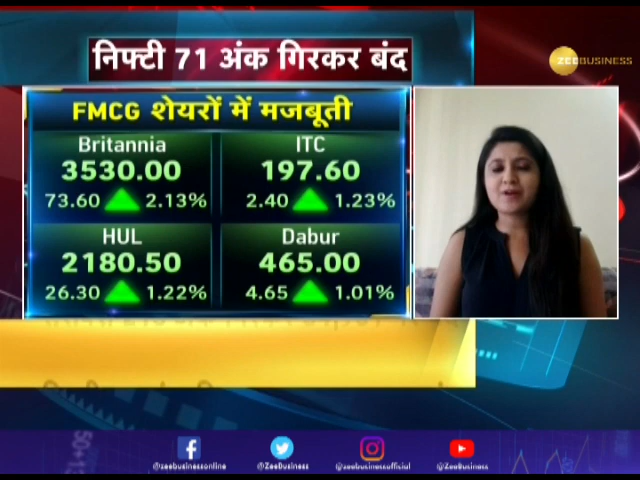 निफ्टी 71 अंक गिरकर बंद
ZEEBUSINESS
FMCG शेयरों में मजबूती
Britannia
3530.00
73.60 2.13%
ITC
197.60
2.40 1.23%
HUL
2180.50
26.30 1.22%
Dabur
465.00
4.65 1.01%
@zeebusinessonline
@ZeeBusiness
@zeebusinessofficial
@ZeeBusiness